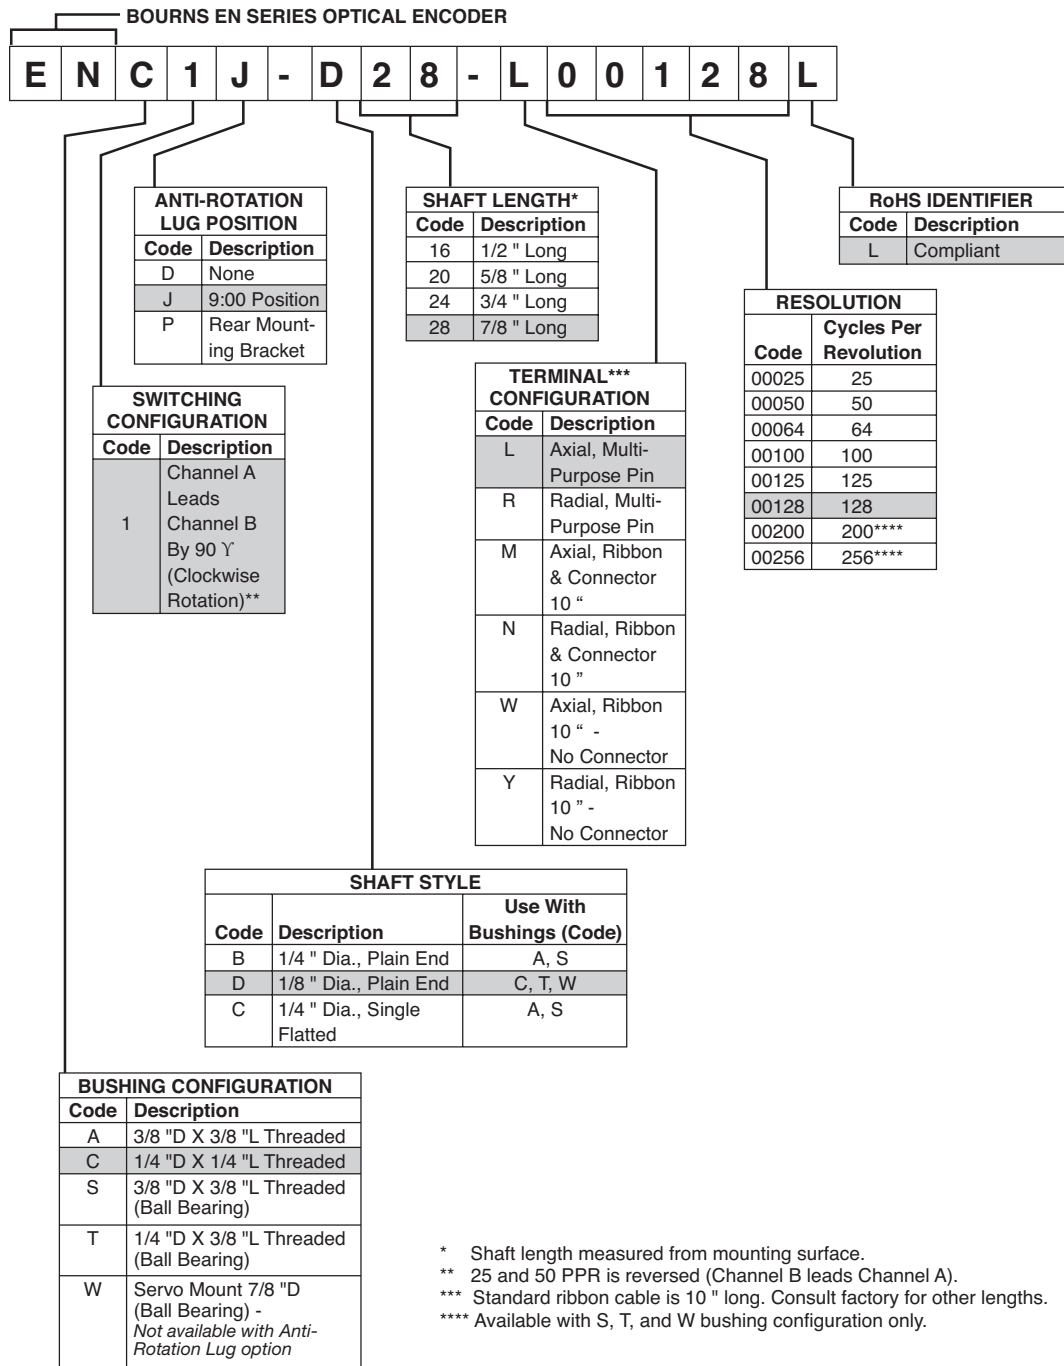 BOURNS EN SERIES OPTICAL ENCODER
E N C 1 J - D 2 8 - L 0 0 1 2 8 L
ANTI-ROTATION
LUG POSITION
Code Description
D None
J 9:00 Position
P Rear Mount-
ing Bracket
SHAFT LENGTH*
Code Description
16 1/2 " Long
20 5/8 " Long
24 3/4 " Long
28 7/8 " Long
RoHS IDENTIFIER
Code Description
L Compliant
RESOLUTION
Cycles Per
Code Revolution
00025 25
00050 50
00064 64
00100 100
00125 125
00128 128
00200 200****
00256 256****
SWITCHING
CONFIGURATION
Code Description
Channel A
Leads
1 Channel B
By 90 ϒ
(Clockwise
Rotation)**
TERMINAL***
CONFIGURATION
Code Description
L Axial, Multi-
Purpose Pin
R Radial, Multi-
Purpose Pin
M Axial, Ribbon
& Connector
10 “
N Radial, Ribbon
& Connector
10 ”
W Axial, Ribbon
10 “ -
No Connector
Y Radial, Ribbon
10 ” -
No Connector
SHAFT STYLE
Use With
Code Description Bushings (Code)
B 1/4 " Dia., Plain End A, S
D 1/8 " Dia., Plain End C, T, W
C 1/4 " Dia., Single A, S
Flatted
BUSHING CONFIGURATION
Code Description
A 3/8 "D X 3/8 "L Threaded
C 1/4 "D X 1/4 "L Threaded
S 3/8 "D X 3/8 "L Threaded
(Ball Bearing)
T 1/4 "D X 3/8 "L Threaded
(Ball Bearing)
W Servo Mount 7/8 "D
(Ball Bearing) -
Not available with Anti-
Rotation Lug option
* Shaft length measured from mounting surface.
** 25 and 50 PPR is reversed (Channel B leads Channel A).
*** Standard ribbon cable is 10 " long. Consult factory for other lengths.
**** Available with S, T, and W bushing configuration only.